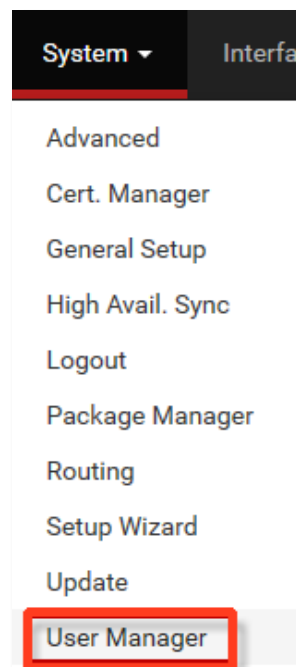 System Interfa
Advanced
Cert. Manager
General Setup
High Avail. Sync
Logout
Package Manager
Routing
Setup Wizard
Update
User Manager